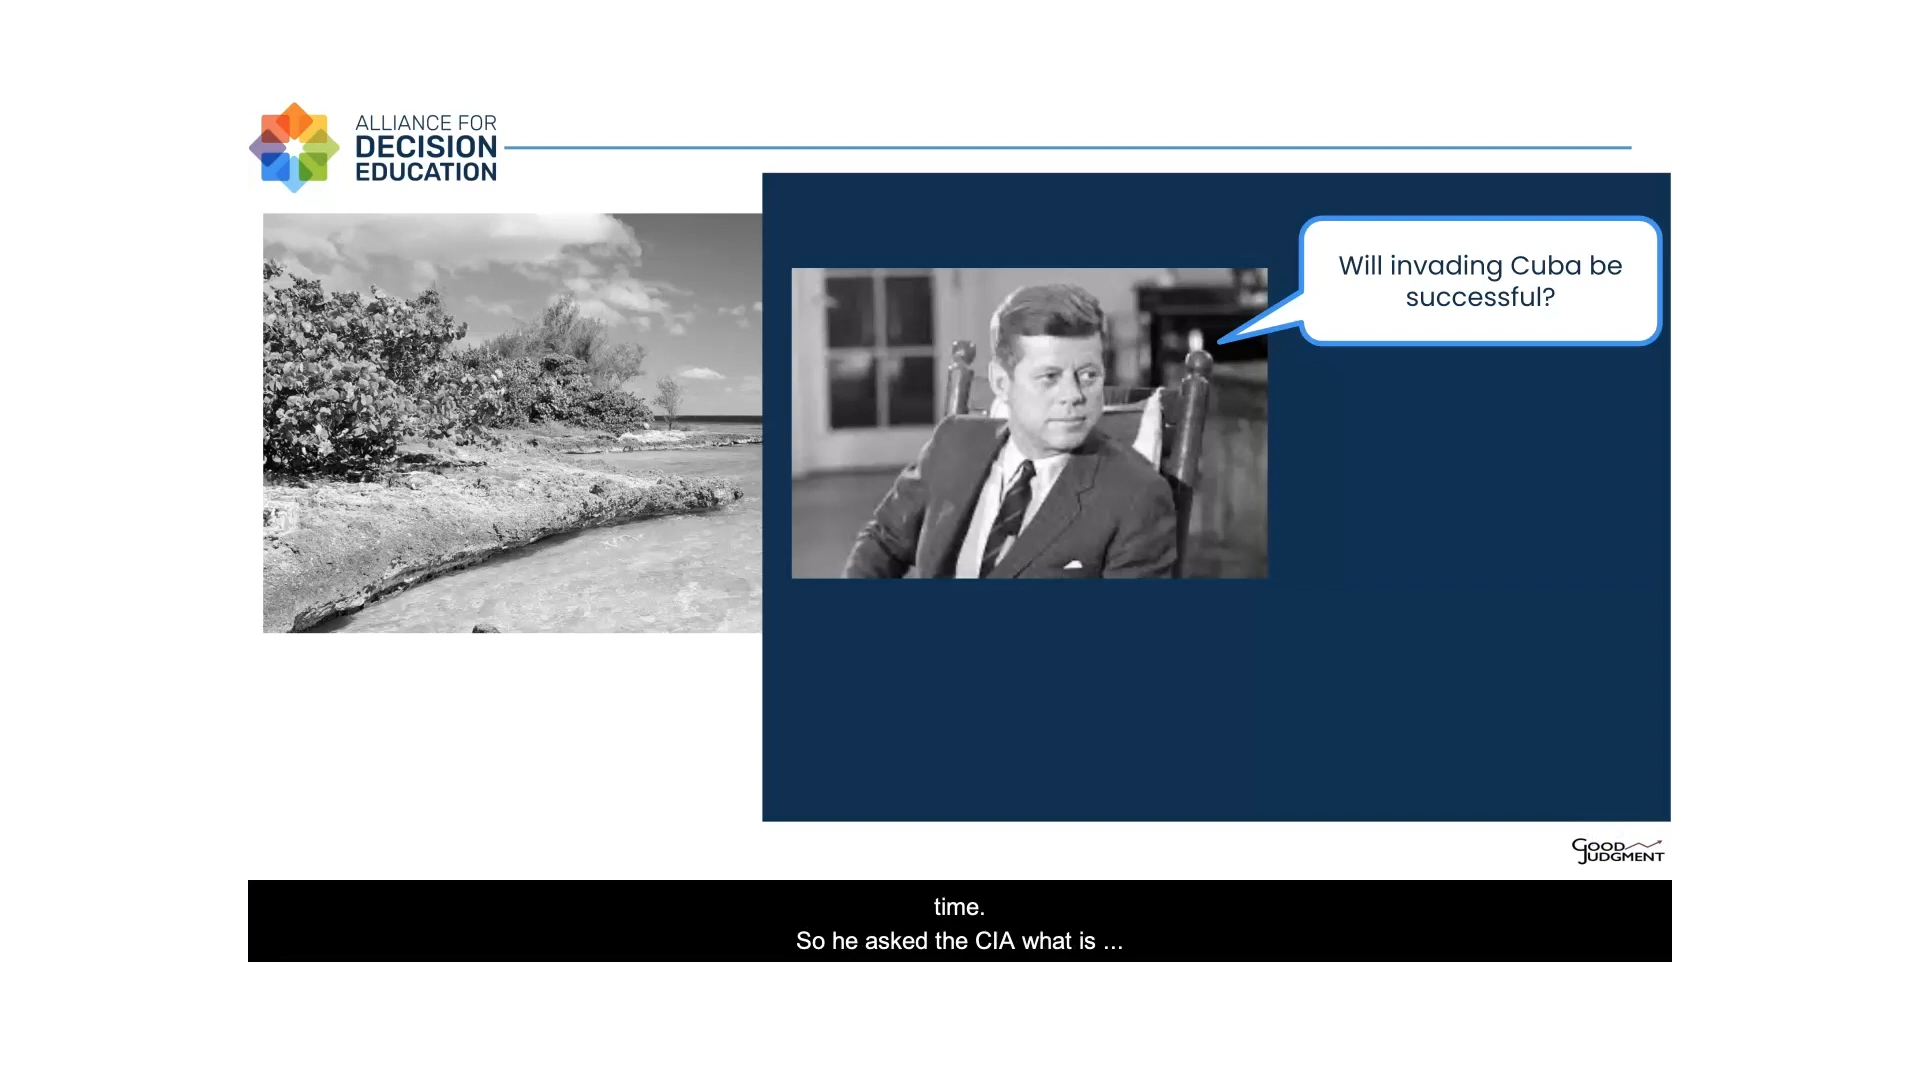 ALLIANCE FOR
DECISION
EDUCATION
Will invading Cuba be
successful?
GOOD
JUDGMENT
time.
So he asked the CIA what is ...